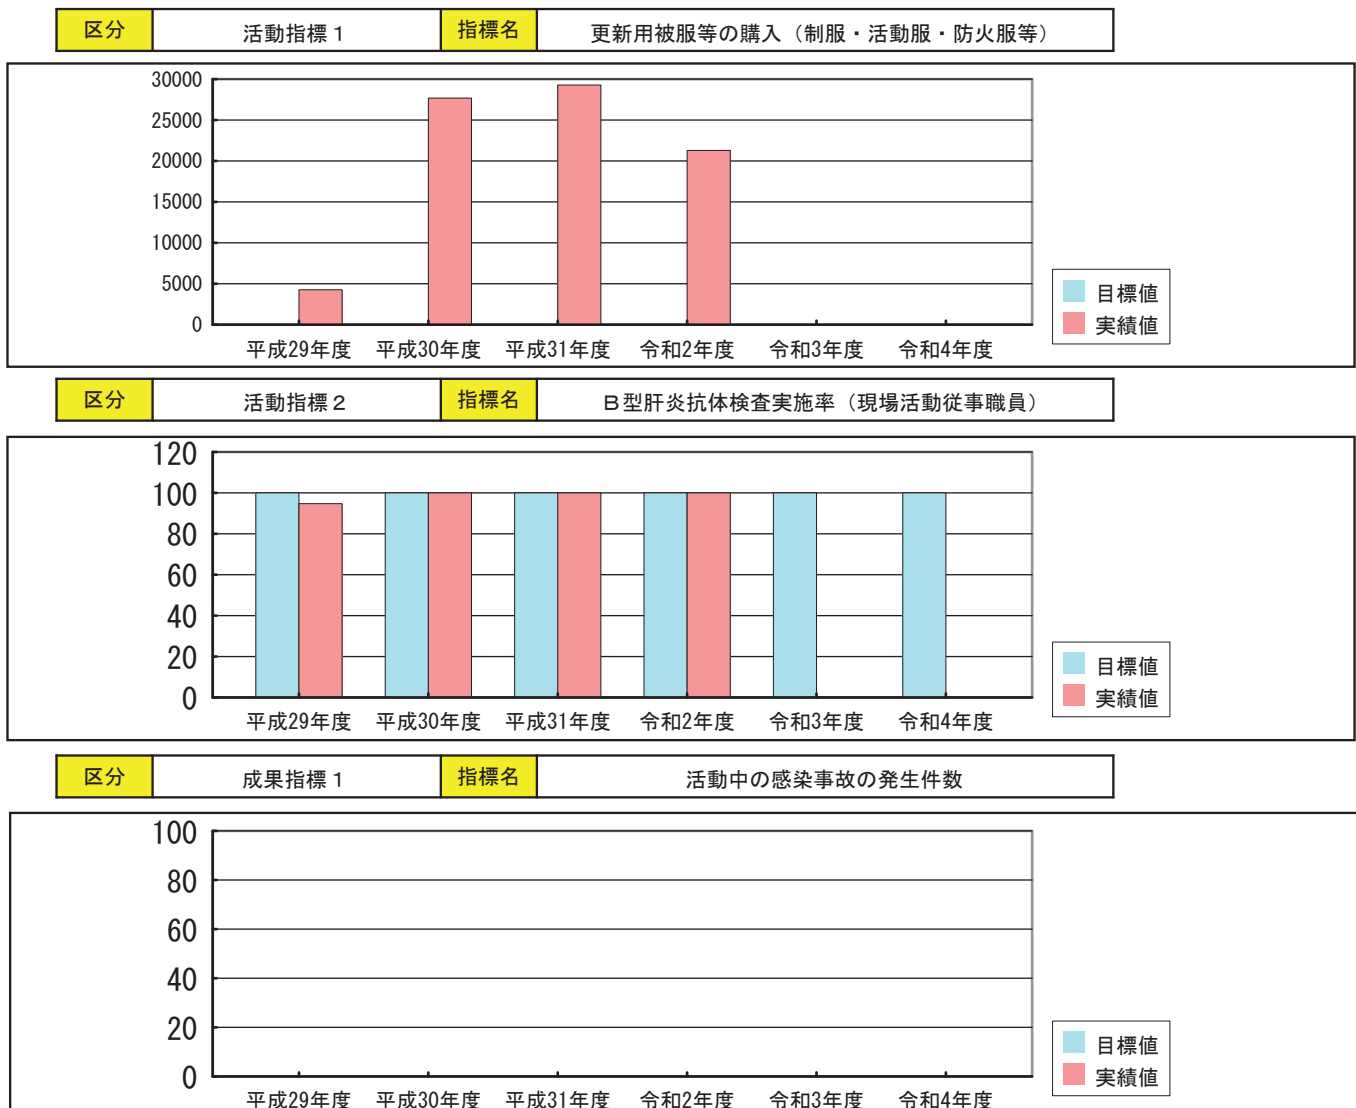 区分 活動指標１ 指標名 更新用被服等の購入（制服・活動服・防火服等）
30000
25000
20000
15000
10000
5000
0
平成29年度 平成30年度 平成31年度 令和2年度 令和3年度 令和4年度
目標値
実績値
区分 活動指標２ 指標名 Ｂ型肝炎抗体検査実施率（現場活動従事職員）
120
100
80
60
40
20
0
平成29年度 平成30年度 平成31年度 令和2年度 令和3年度 令和4年度
目標値
実績値
区分 成果指標１ 指標名 活動中の感染事故の発生件数
100
80
60
40
20
0
平成29年度 平成30年度 平成31年度 令和2年度 令和3年度 令和4年度
目標値
実績値